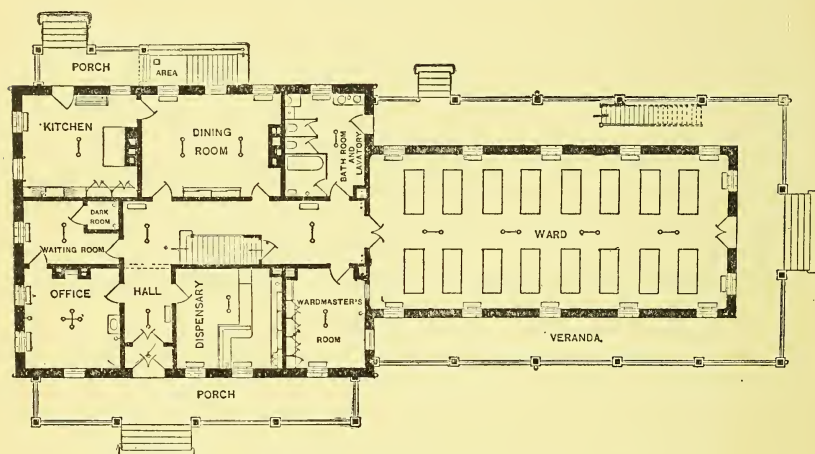 PORCH
AREA
KITCHEN
DINING
ROOM
BATH ROOM
AND
LAVATORY
DARK
ROOM
WAITING ROOM
WARD
OFFICE
HALL
DISPENSARY
WARDMASTER'S
ROOM
VERANDA.
PORCH